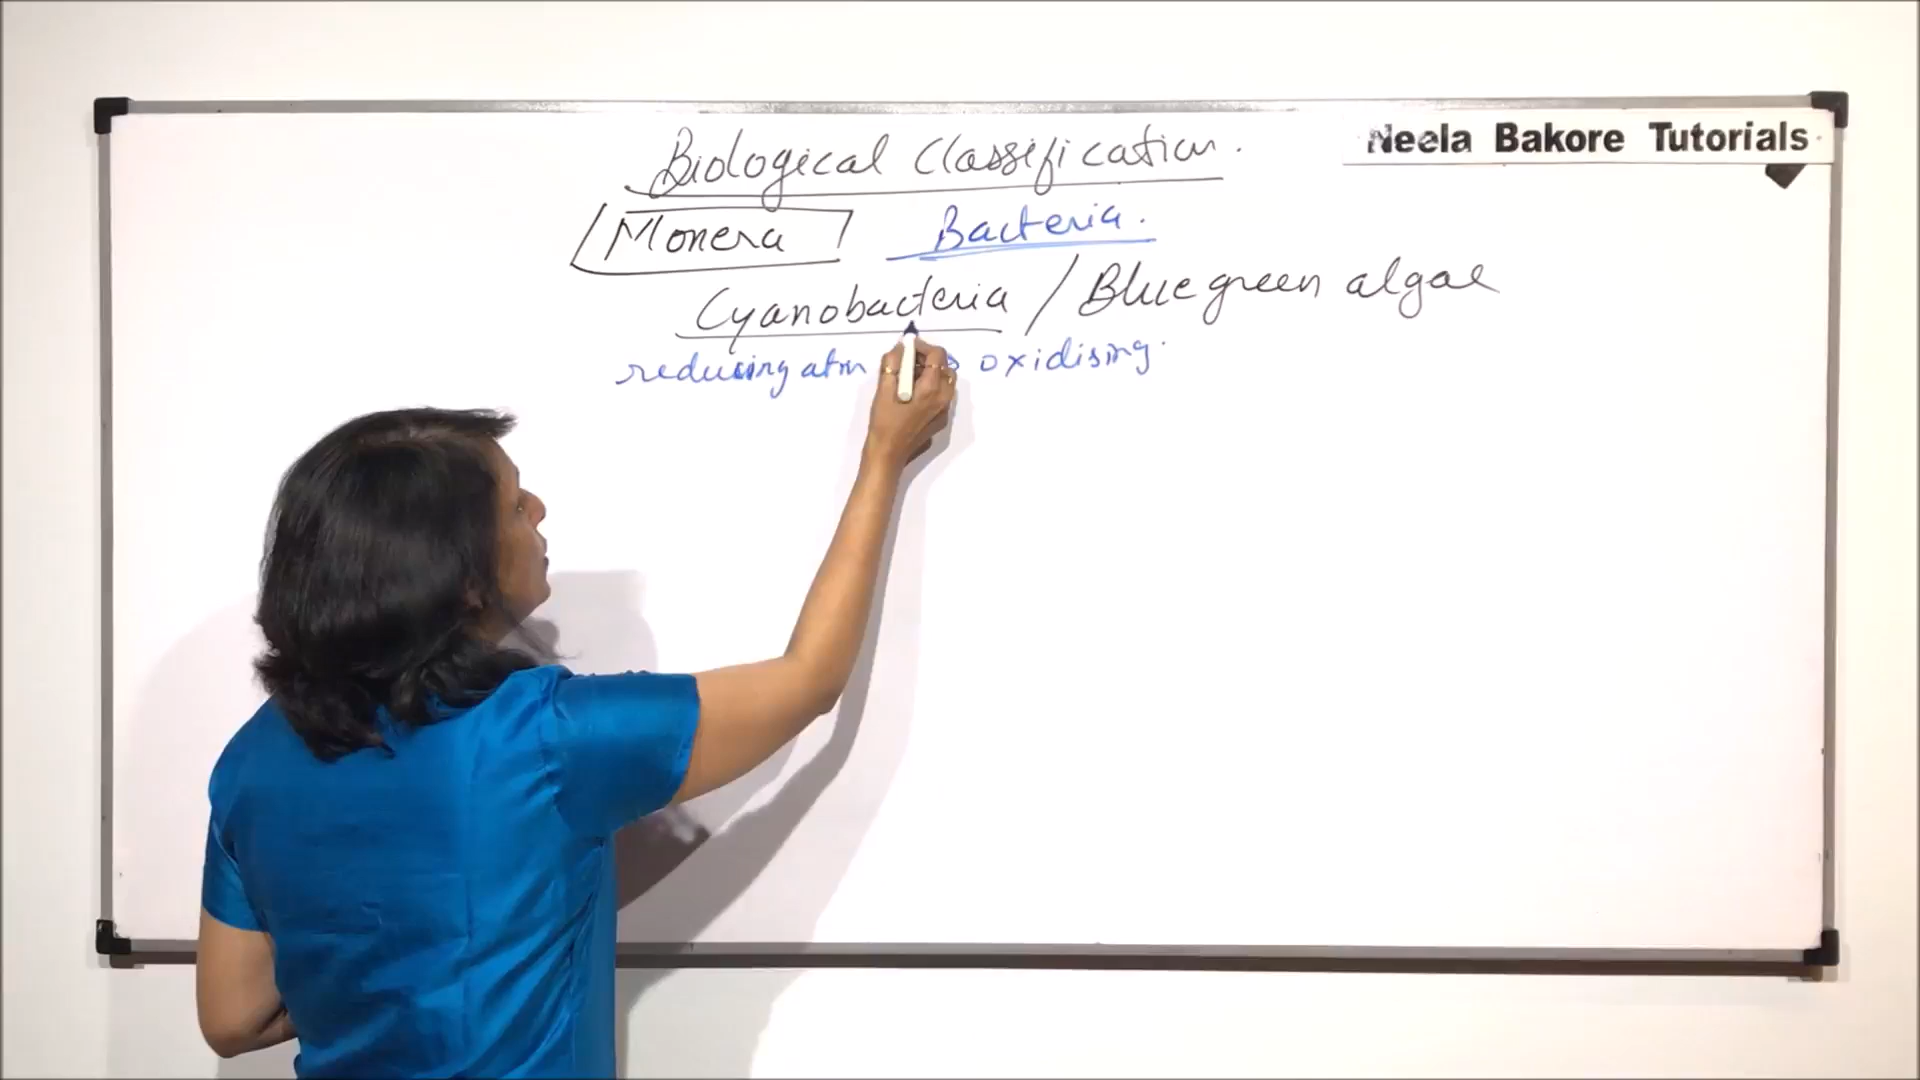 Biological Classification.
Neela Bakore Tutorials
Monera Bacteria.
Cyanobacteria / Blue green algae
reducing atm oxidising.